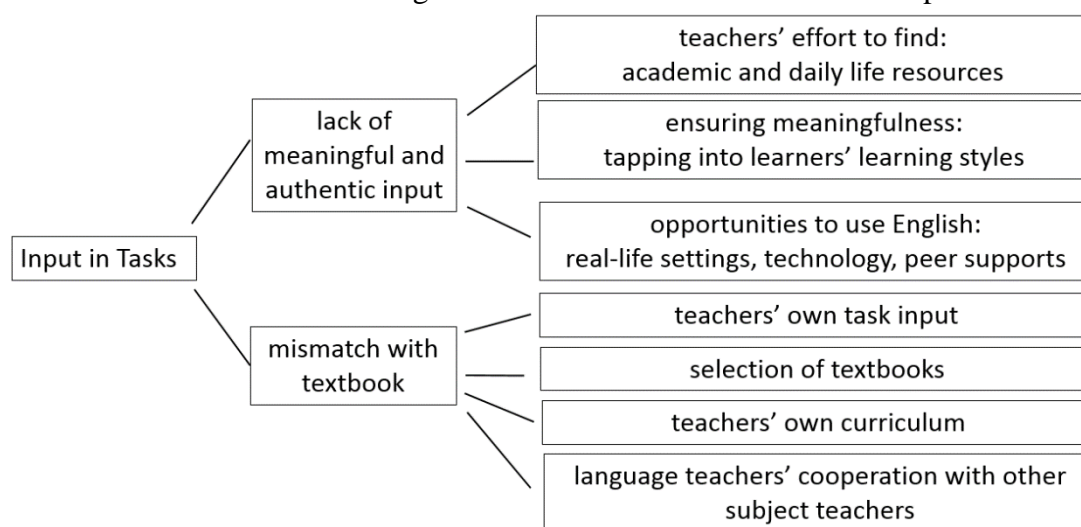 teachers’ effort to find:
academic and daily life resources
lack of
meaningful and
authentic input
ensuring meaningfulness:
tapping into learners’ learning styles
opportunities to use English:
real-life settings, technology, peer supports
Input in Tasks
mismatch with
textbook
teachers’ own task input
selection of textbooks
teachers’ own curriculum
language teachers’ cooperation with other
subject teachers